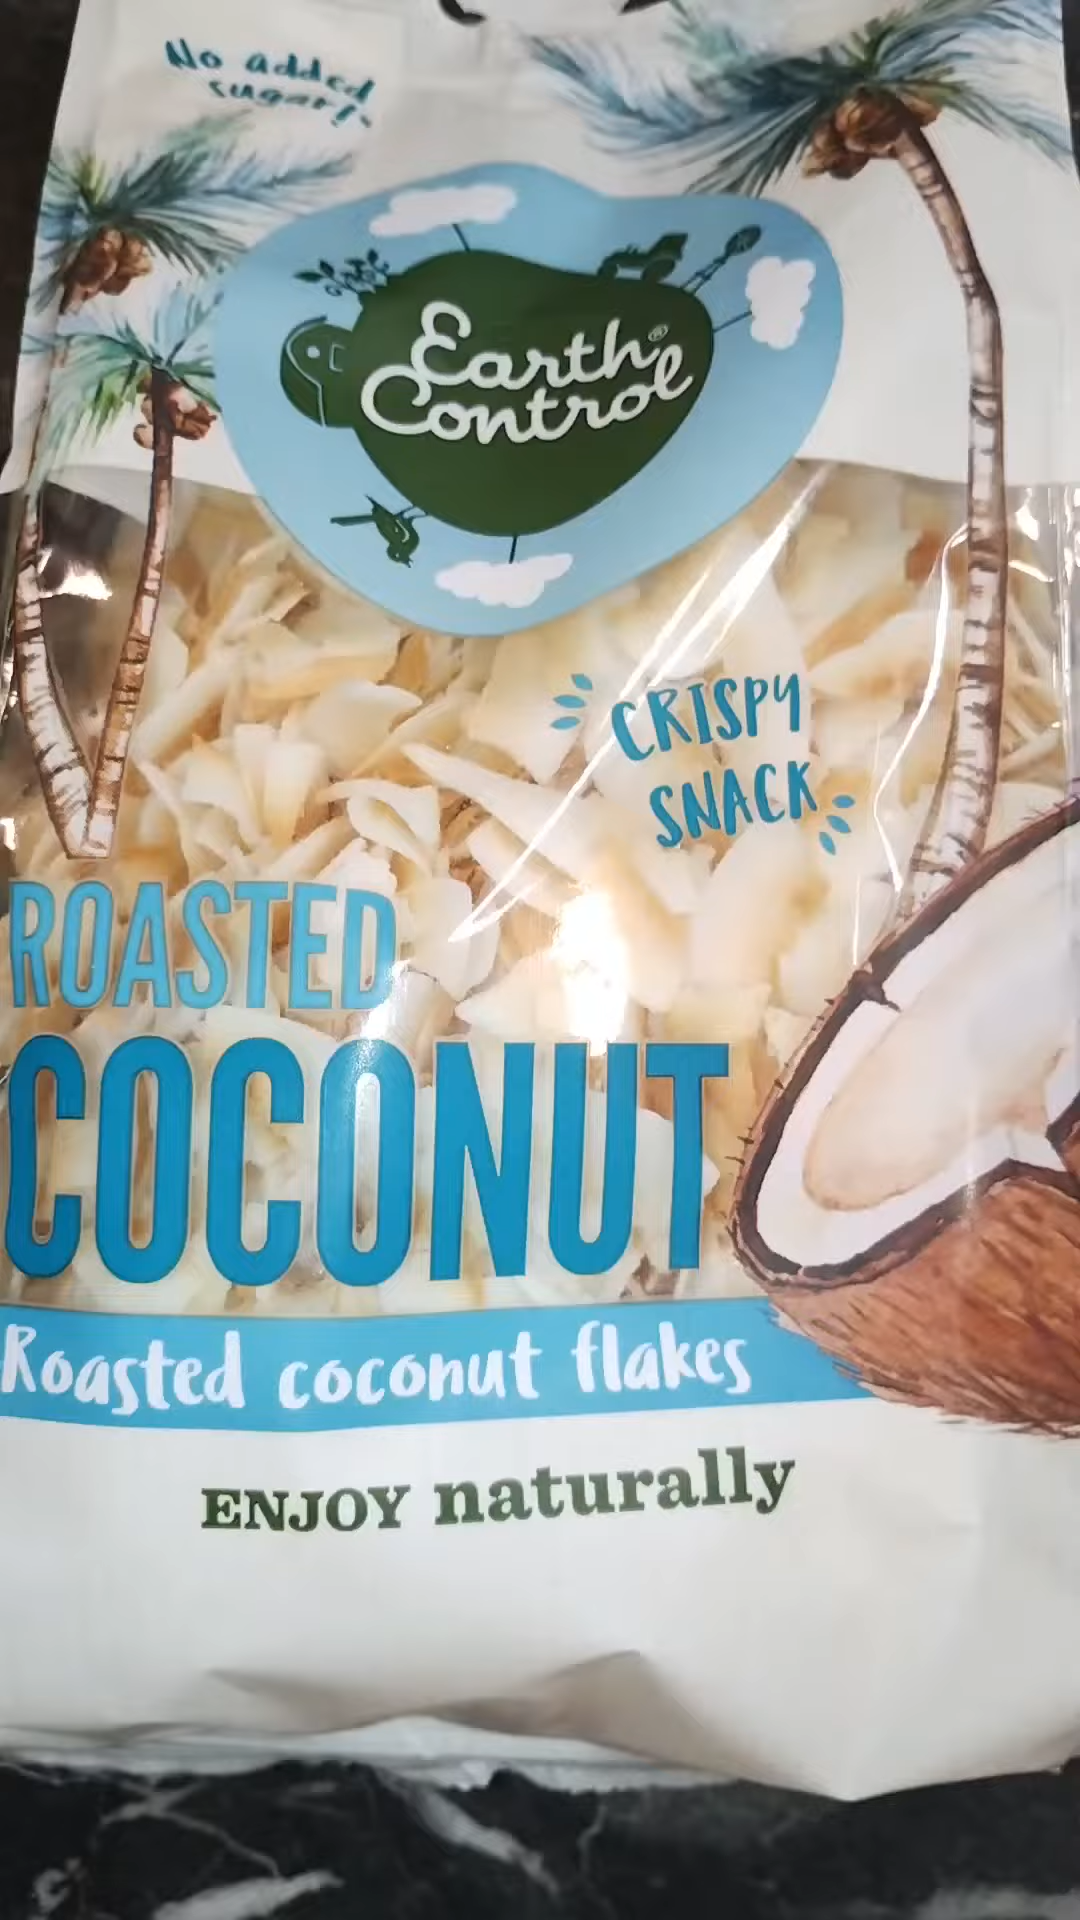 No added
sugar!
Earth®
Control
CRISPY
SNACK
ROASTED
COCONUT
Roasted coconut flakes
ENJOY naturally